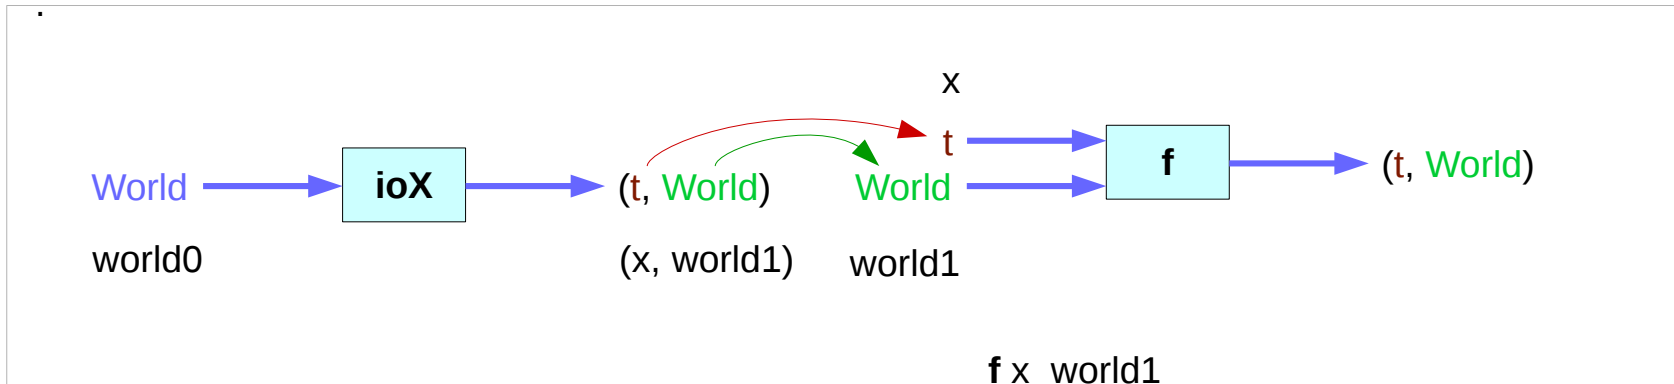 .
x
t
World ioX (t, World) World f (t, World)
world0 (x, world1) world1
f x world1